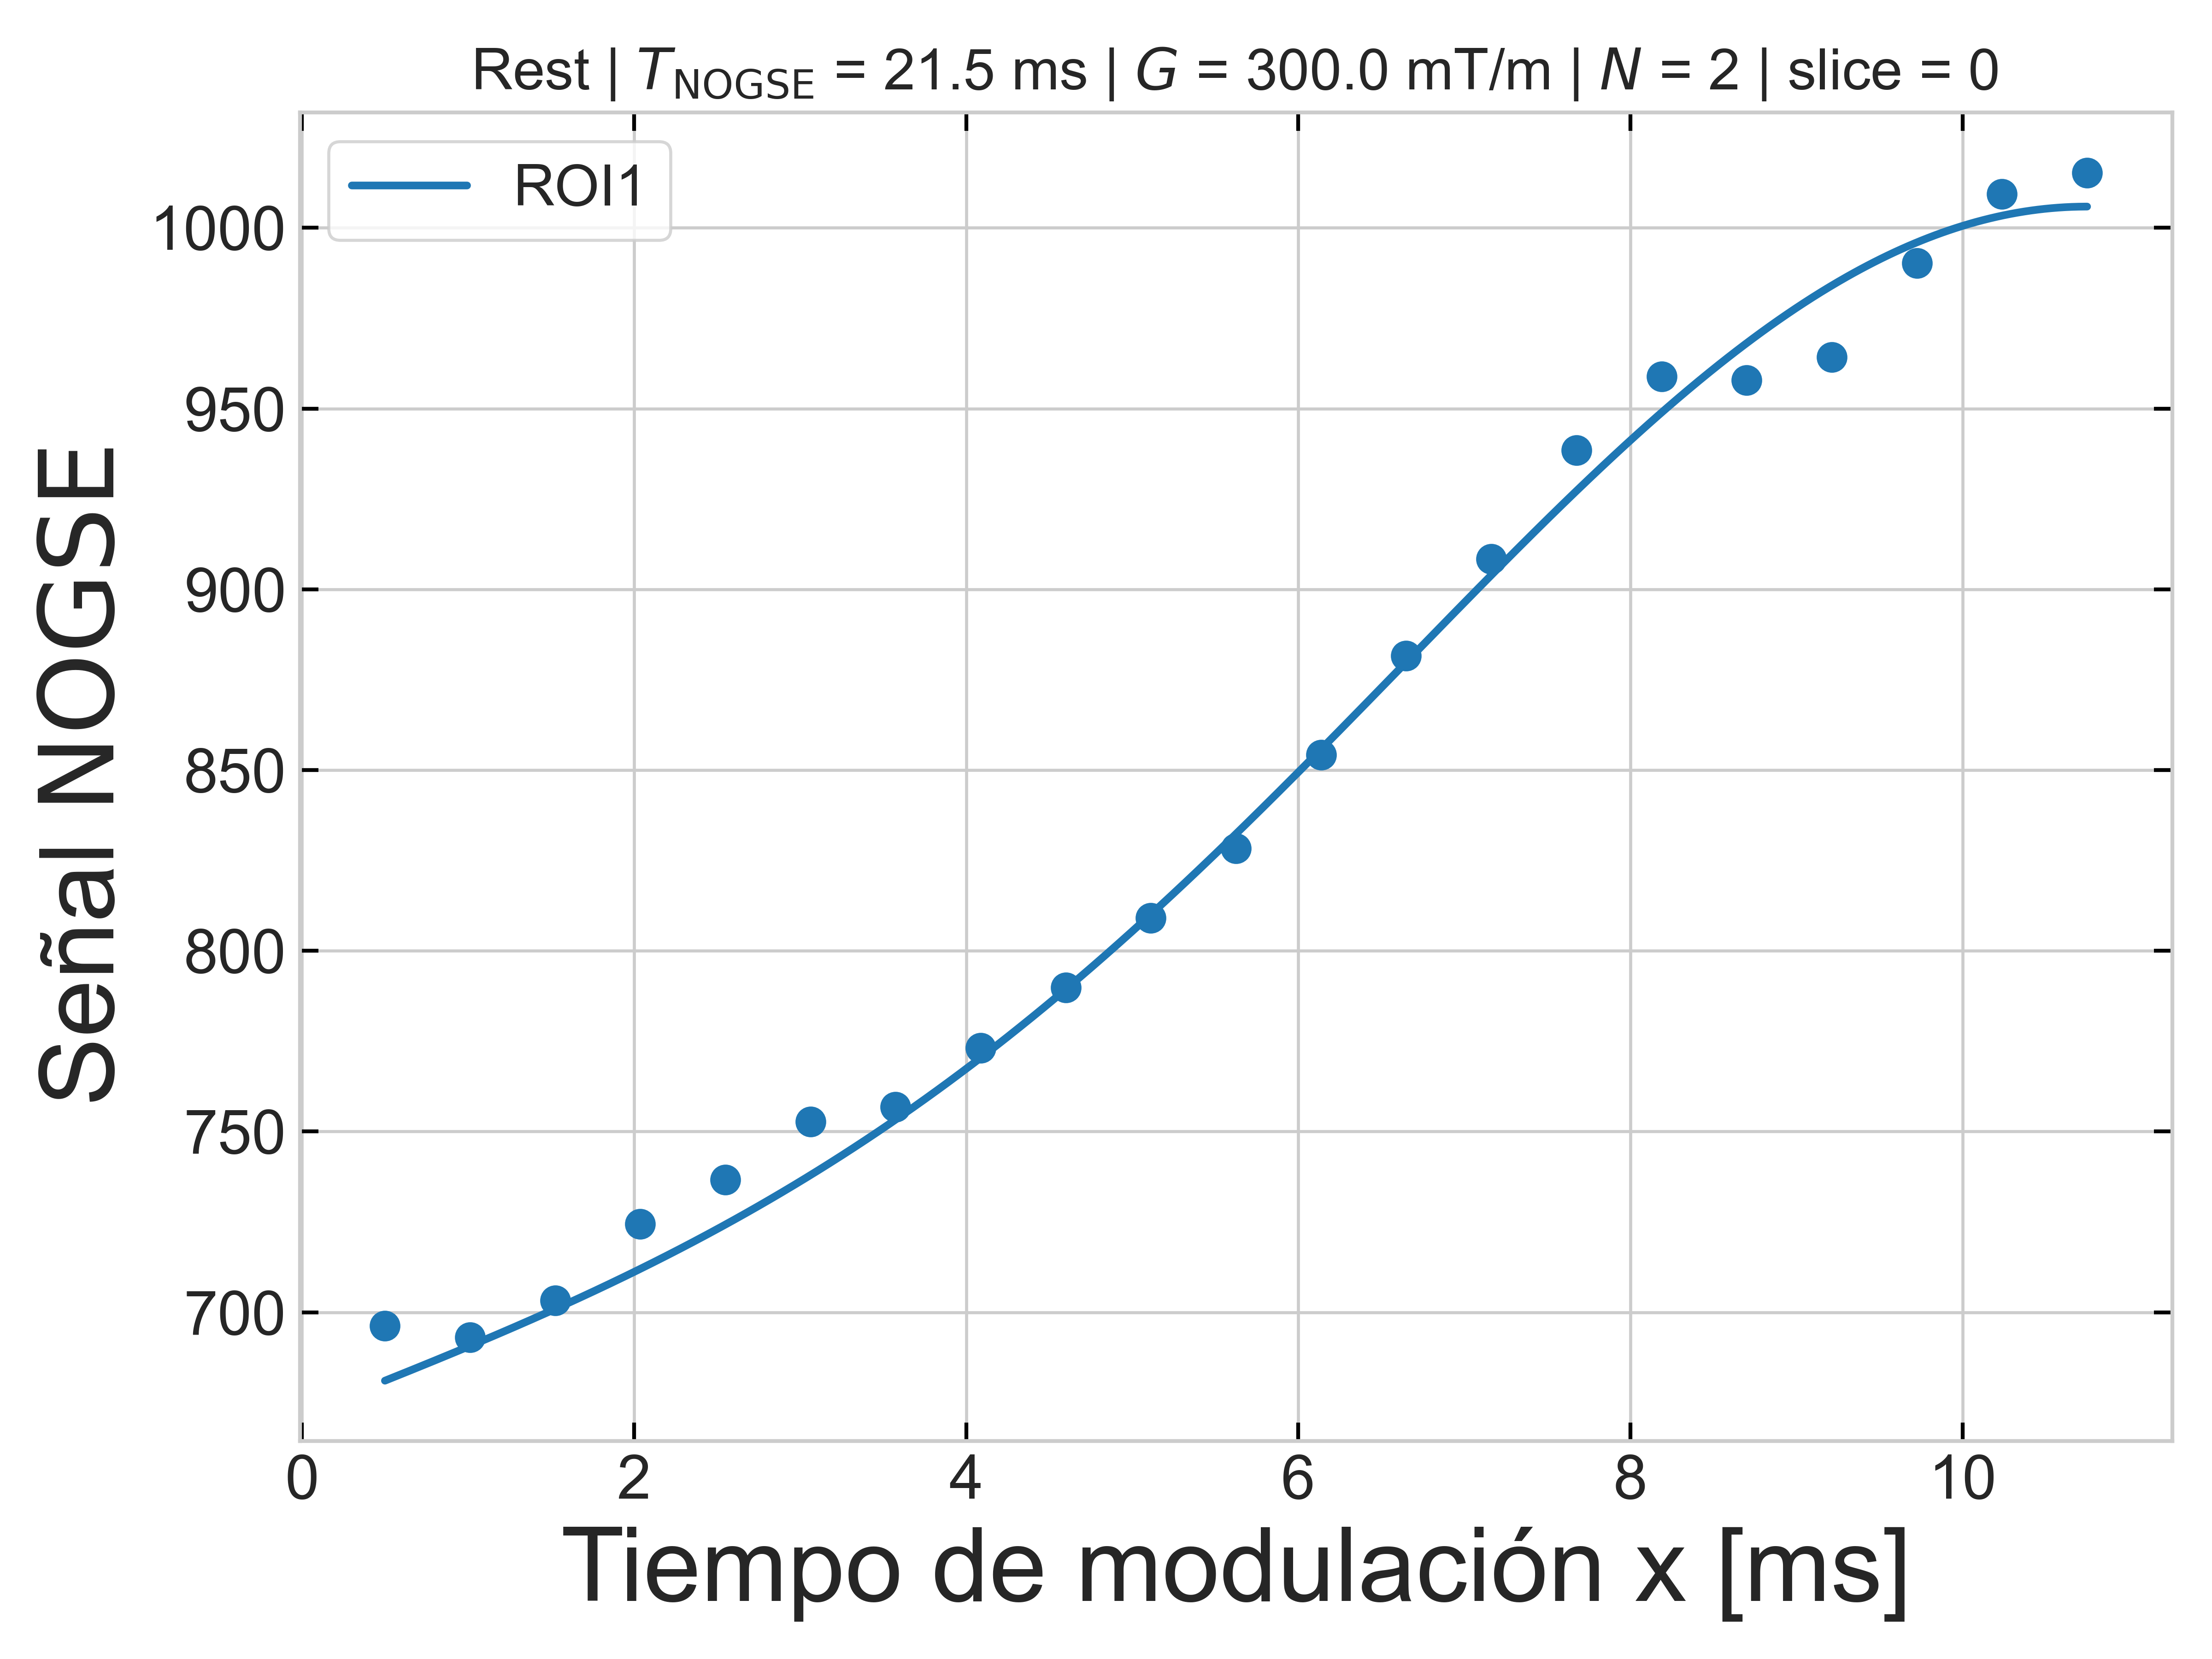 Rest | T_NOGSE = 21.5 ms | G = 300.0 mT/m | N = 2 | slice = 0
ROI1
Señal NOGSE
1000
950
900
850
800
750
700
0 2 4 6 8 10
Tiempo de modulación x [ms]